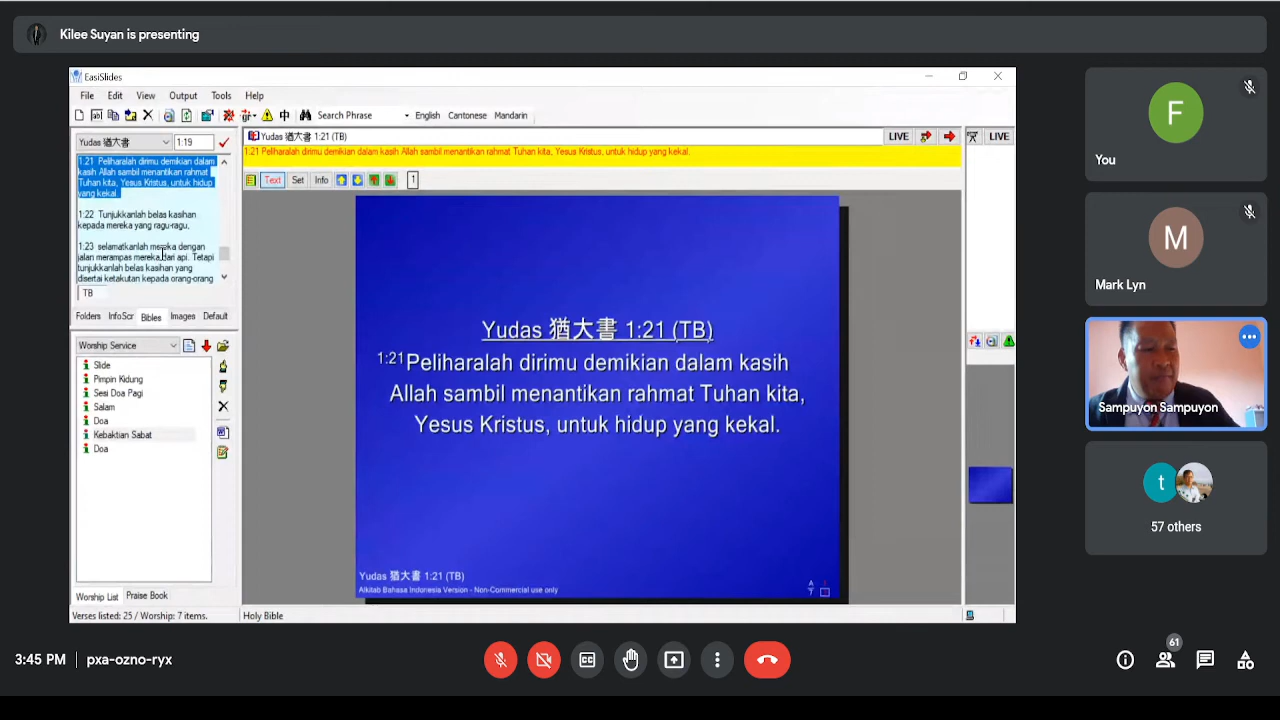 Kilee Suyan is presenting
EasiSlides
File Edit View Output Tools Help
Search Phrase English Cantonese Mandarin
Yudas 猶大書 1:19
Yudas 猶大書 1:21 (TB) LIVE LIVE
1:21 Peliharalah dirimu demikian dalam kasih Allah sambil menantikan rahmat Tuhan kita, Yesus Kristus, untuk hidup yang kekal.
Text Set Info 1
1:21 Peliharalah dirimu demikian dalam
kasih Allah sambil menantikan rahmat
Tuhan kita, Yesus Kristus, untuk hidup
yang kekal.
1:22 Tunjukkanlah belas kasihan
kepada mereka yang ragu-ragu,
1:23 selamatkanlah mereka dengan
jalan merampas mereka dari api. Tetapi
tunjukkanlah belas kasihan yang
disertai ketakutan kepada orang-orang
TB
Folders InfoScr Bibles Images Default
Worship Service
Slide
Pimpin Kidung
Sesi Doa Pagi
Salam
Doa
Kebaktian Sabat
Doa
Worship List Praise Book
Verses listed: 25 / Worship: 7 items. Holy Bible
Yudas 猶大書 1:21 (TB)
1:21 Peliharalah dirimu demikian dalam kasih
Allah sambil menantikan rahmat Tuhan kita,
Yesus Kristus, untuk hidup yang kekal.
Yudas 猶大書 1:21 (TB)
Alkitab Bahasa Indonesia Version - Non-Commercial use only
F
You
M
Mark Lyn
Sampuyon Sampuyon
t
57 others
3:45 PM | pxa-ozno-ryx
61